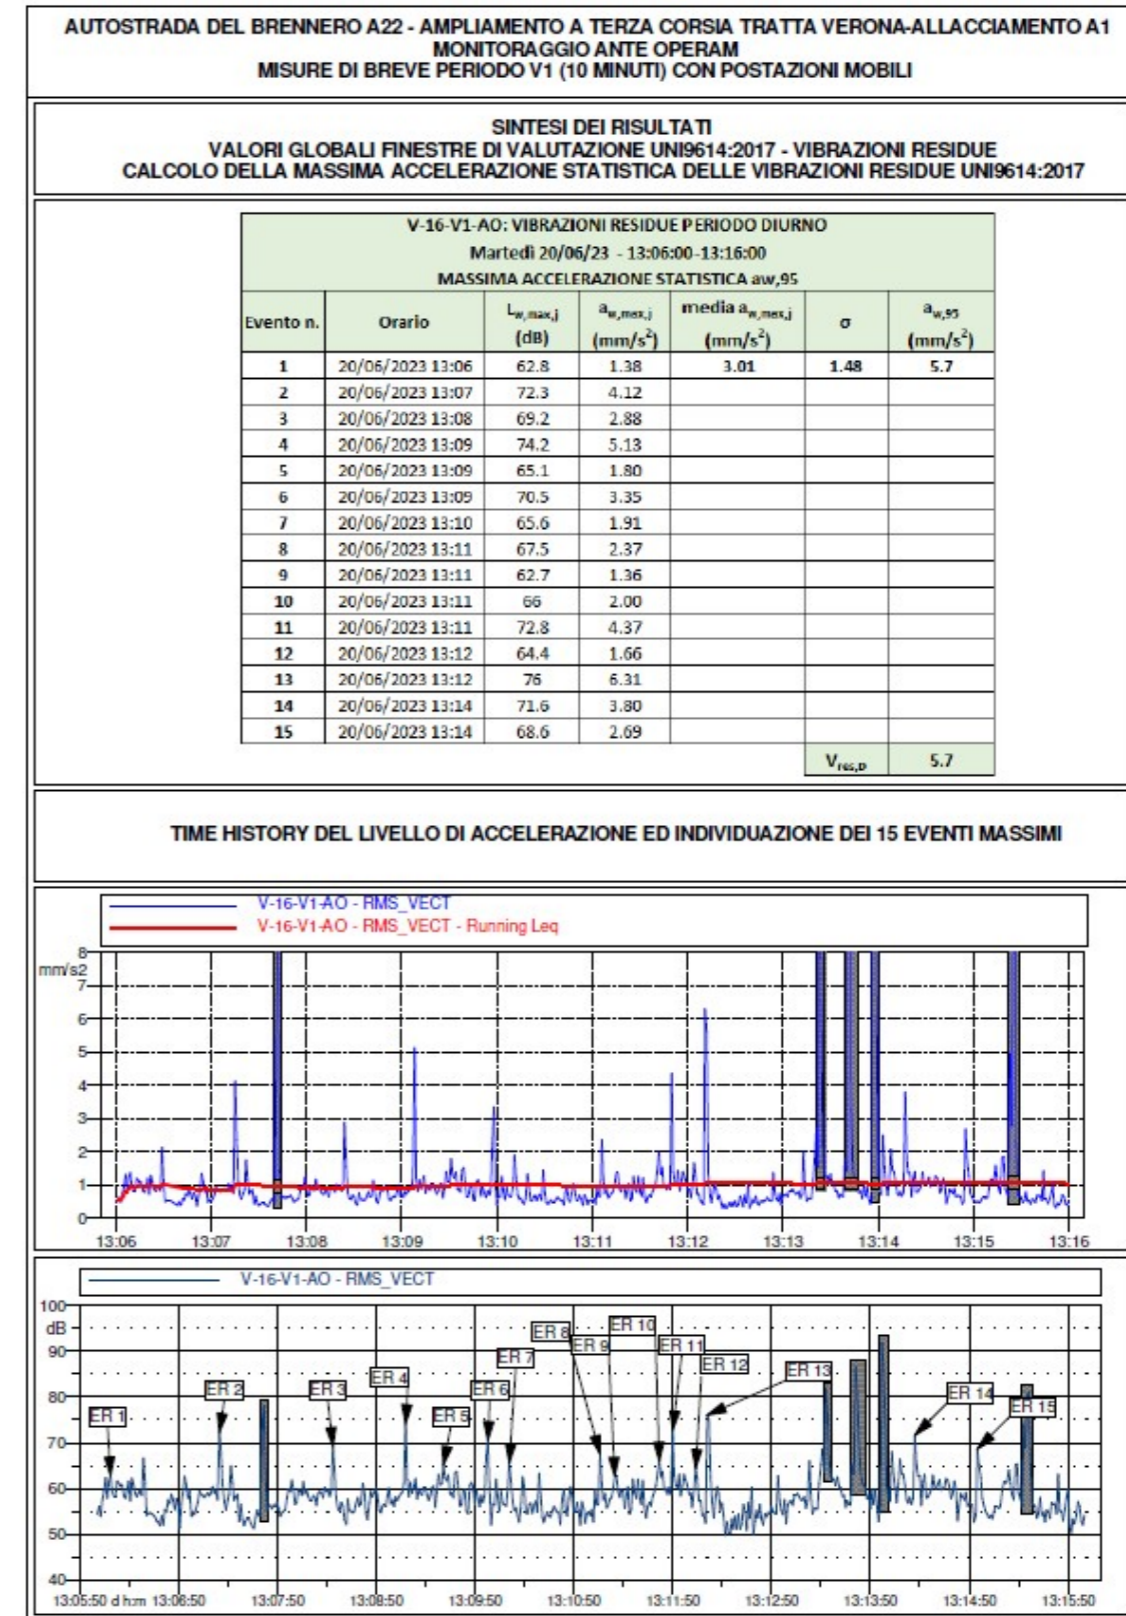 AUTOSTRADA DEL BRENNERO A22 - AMPLIAMENTO A TERZA CORSIA TRATTA VERONA-ALLACCIAMENTO A1
MONITORAGGIO ANTE OPERAM
MISURE DI BREVE PERIODO V1 (10 MINUTI) CON POSTAZIONI MOBILI
SINTESI DEI RISULTATI
VALORI GLOBALI FINESTRE DI VALUTAZIONE UNI9614:2017 - VIBRAZIONI RESIDUE
CALCOLO DELLA MASSIMA ACCELERAZIONE STATISTICA DELLE VIBRAZIONI RESIDUE UNI9614:2017
V-16-V1-AO: VIBRAZIONI RESIDUE PERIODO DIURNO
Martedì 20/06/23 - 13:06:00-13:16:00
MASSIMA ACCELERAZIONE STATISTICA aw,95
Evento n. Orario Lw,max,j (dB) aw,max,j (mm/s2) media aw,max,j (mm/s2) σ aw,95 (mm/s2)
1 20/06/2023 13:06 62.8 1.38 3.01 1.48 5.7
2 20/06/2023 13:07 72.3 4.12
3 20/06/2023 13:08 69.2 2.88
4 20/06/2023 13:09 74.2 5.13
5 20/06/2023 13:09 65.1 1.80
6 20/06/2023 13:09 70.5 3.35
7 20/06/2023 13:10 65.6 1.91
8 20/06/2023 13:11 67.5 2.37
9 20/06/2023 13:11 62.7 1.36
10 20/06/2023 13:11 66 2.00
11 20/06/2023 13:11 72.8 4.37
12 20/06/2023 13:12 64.4 1.66
13 20/06/2023 13:12 76 6.31
14 20/06/2023 13:14 71.6 3.80
15 20/06/2023 13:14 68.6 2.69
Vres,D 5.7
TIME HISTORY DEL LIVELLO DI ACCELERAZIONE ED INDIVIDUAZIONE DEI 15 EVENTI MASSIMI
V-16-V1-AO - RMS_VECT
V-16-V1-AO - RMS_VECT - Running Leq
8
mm/s2
7
6
5
4
3
2
1
0
13:06 13:07 13:08 13:09 13:10 13:11 13:12 13:13 13:14 13:15 13:16
V-16-V1-AO - RMS_VECT
100
dB
90
80
70
60
50
40
ER 1 ER 2 ER 3 ER 4 ER 5 ER 6 ER 7 ER 8 ER 9 ER 10 ER 11 ER 12 ER 13 ER 14 ER 15
13:05:50 d h:m 13:06:50 13:07:50 13:08:50 13:09:50 13:10:50 13:11:50 13:12:50 13:13:50 13:14:50 13:15:50